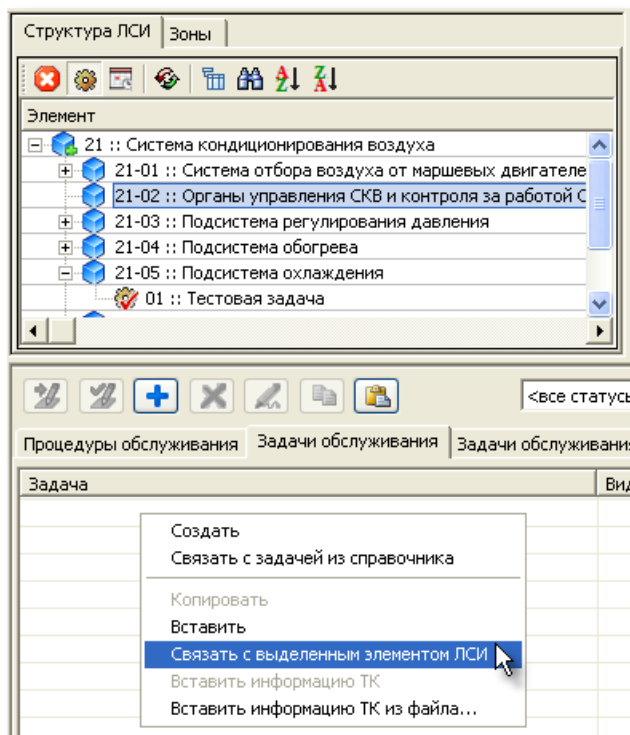 Структура ЛСИ Зоны
Элемент
21 :: Система кондиционирования воздуха
21-01 :: Система отбора воздуха от маршевых двигателе
21-02 :: Органы управления СКВ и контроля за работой С
21-03 :: Подсистема регулирования давления
21-04 :: Подсистема обогрева
21-05 :: Подсистема охлаждения
01 :: Тестовая задача
<все статусы
Процедуры обслуживания Задачи обслуживания Задачи обслуживания
Задача Вид
Создать
Связать с задачей из справочника
Копировать
Вставить
Связать с выделенным элементом ЛСИ
Вставить информацию ТК
Вставить информацию ТК из файла...